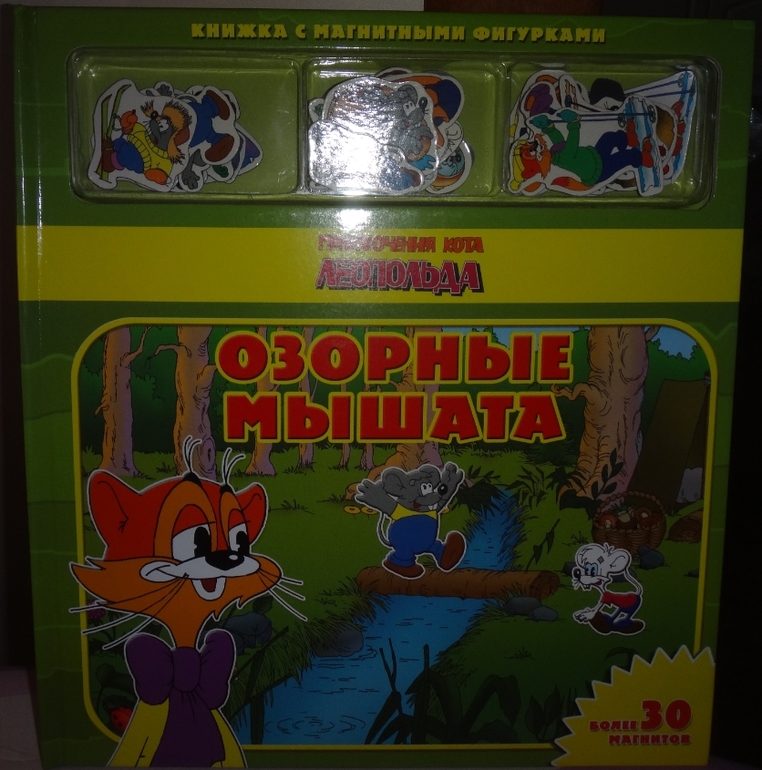 КНИЖКА С МАГНИТНЫМИ ФИГУРКАМИ
ПРИКЛЮЧЕНИЯ КОТА
ЛЕОПОЛЬДА
ОЗОРНЫЕ
МЫШАТА
БОЛЕЕ 30
МАГНИТОВ